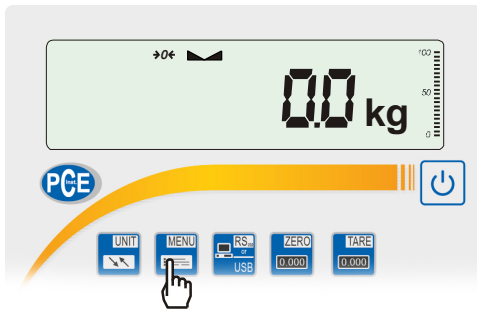 →0←
100
0.0 kg
50
0
PCE
Inst.
UNIT
MENU
RS232
or
USB
ZERO
0.000
TARE
0.000